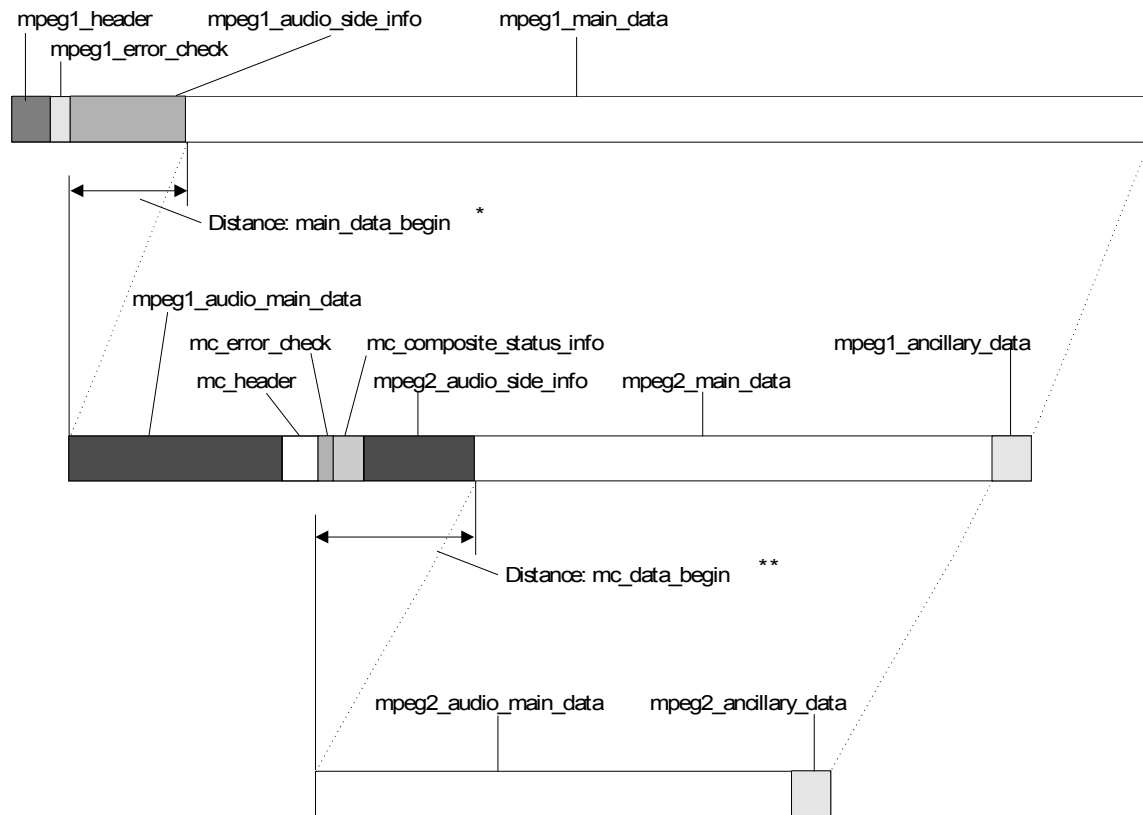 mpeg1_header
mpeg1_audio_side_info
mpeg1_main_data
mpeg1_error_check
Distance: main_data_begin *
mpeg1_audio_main_data
mc_error_check
mc_composite_status_info
mpeg1_ancillary_data
mc_header
mpeg2_audio_side_info
mpeg2_main_data
Distance: mc_data_begin **
mpeg2_audio_main_data
mpeg2_ancillary_data